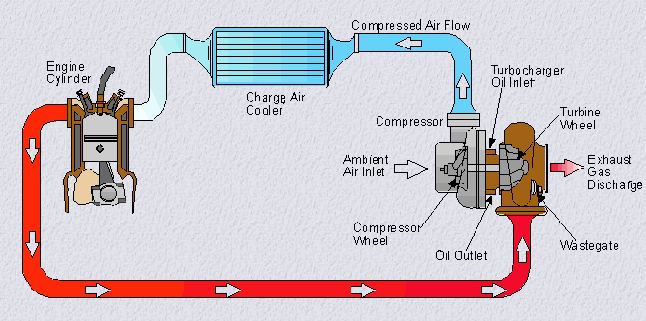 Compressed Air Flow
Engine
Cylinder
Charge Air
Cooler
Turbocharger
Oil Inlet
Compressor
Turbine
Wheel
Ambient
Air Inlet
Exhaust
Gas
Discharge
Compressor
Wheel
Oil Outlet
Wastegate